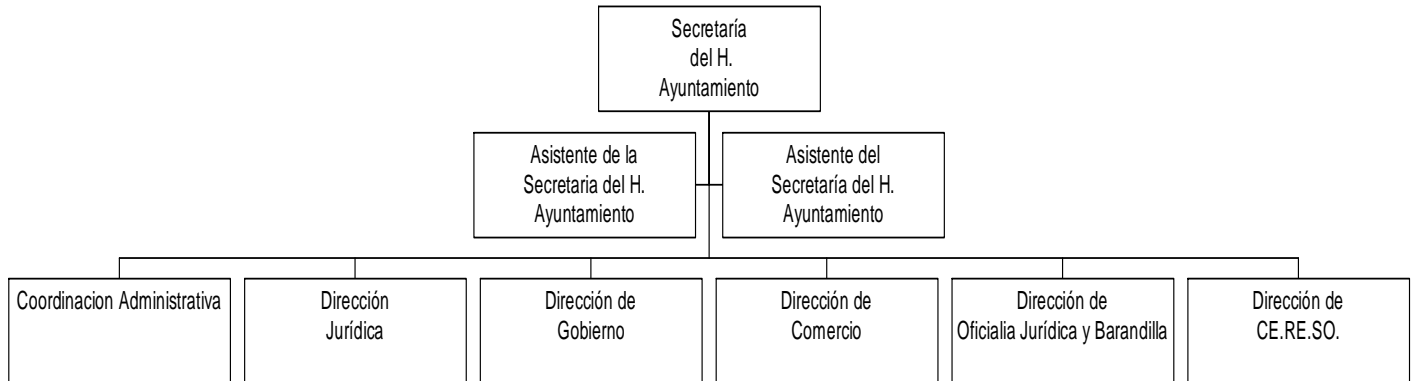 Secretaría
del H.
Ayuntamiento
Asistente de la
Secretaria del H.
Ayuntamiento
Asistente del
Secretaría del H.
Ayuntamiento
Coordinacion Administrativa
Dirección
Jurídica
Dirección de
Gobierno
Dirección de
Comercio
Dirección de
Oficialia Jurídica y Barandilla
Dirección de
CE.RE.SO.